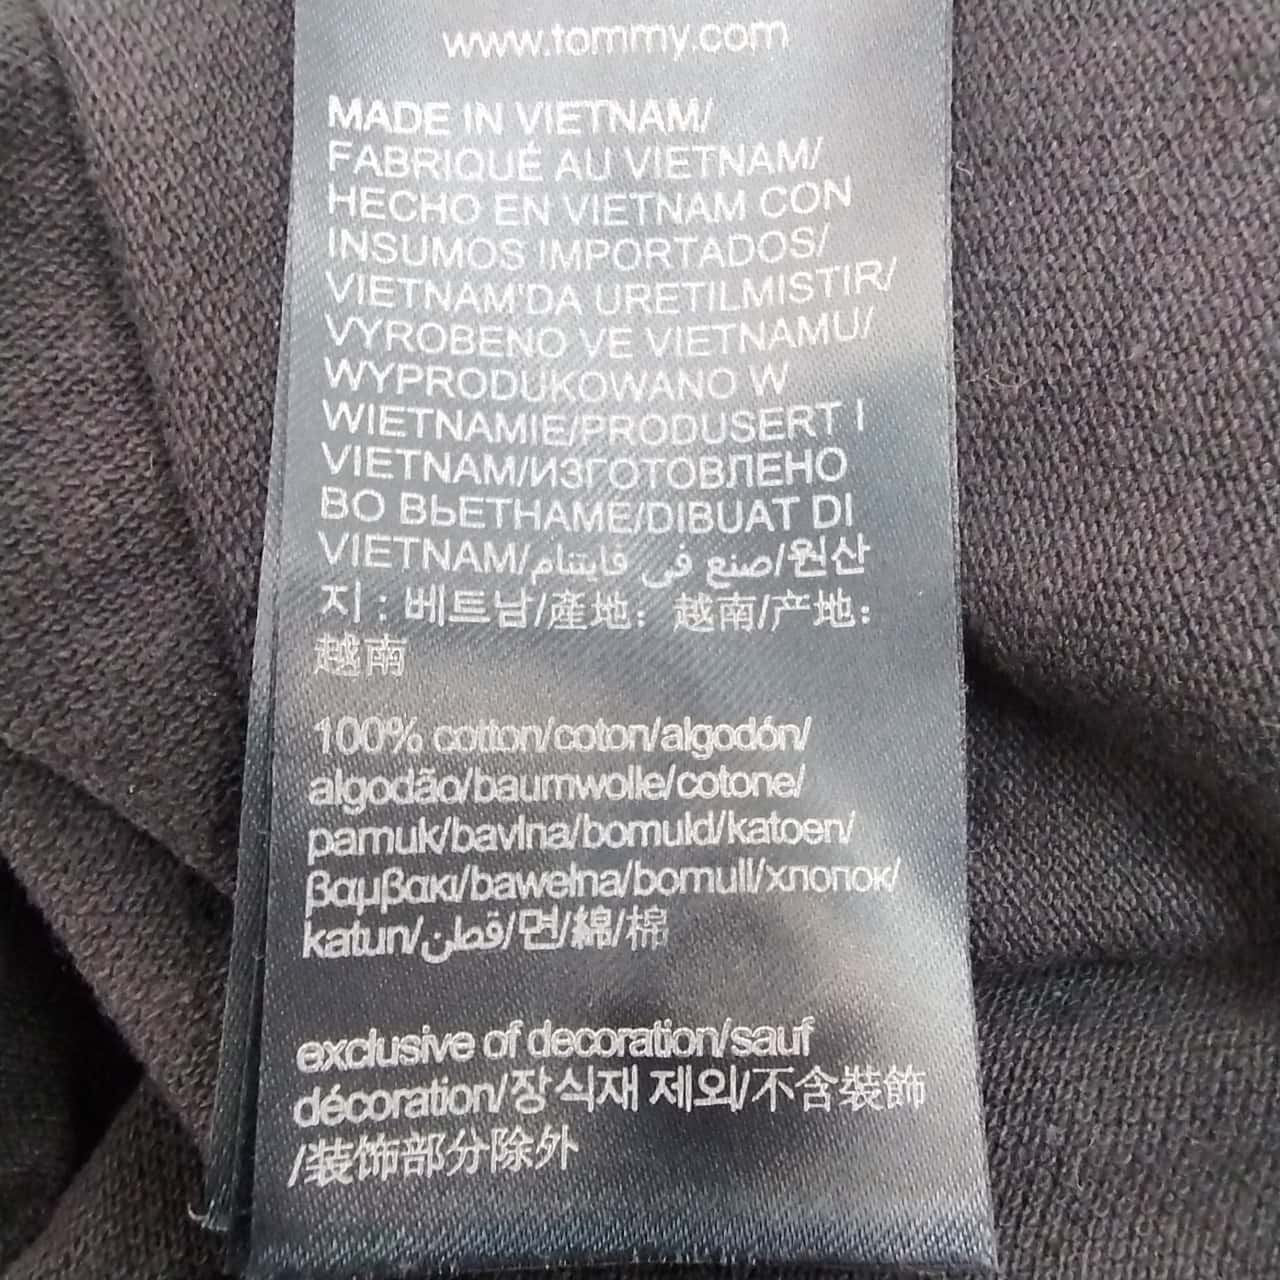 www.tommy.com
MADE IN VIETNAM/
FABRIQUÉ AU VIETNAM/
HECHO EN VIETNAM CON
INSUMOS IMPORTADOS/
VIETNAM'DA URETILMISTIR/
VYROBENO VE VIETNAMU/
WYPRODUKOWANO W
WIETNAMIE/PRODUSERT I
VIETNAM/ИЗГОТОВЛЕНО
ВО ВЬЕТНАМЕ/DIBUAT DI
VIETNAM/صنع في فايتنام/원산
지 : 베트남/產地：越南/产地：
越南
100% cotton/coton/algodón/
algodão/baumwolle/cotone/
pamuk/bavlna/bomuld/katoen/
βαμβακι/bawełna/bomull/хлопок/
katun/قطن/면/綿/棉
exclusive of decoration/sauf
décoration/장식재 제외/不含裝飾
/装饰部分除外